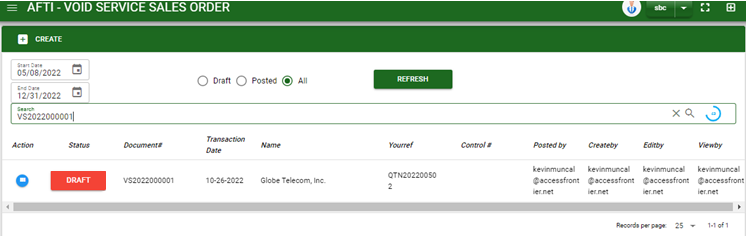 AFTI - VOID SERVICE SALES ORDER
sbc
CREATE
Start Date
05/08/2022
End Date
12/31/2022
Draft Posted All
REFRESH
Search
VS2022000001
Action Status Document# Transaction Date Name Yourref Control # Posted by Createby Editby Viewby
DRAFT VS2022000001 10-26-2022 Globe Telecom, Inc. QTN20220050 kevinmuncal kevinmuncal kevinmuncal kevinmuncal
2 @accessfront @accessfront @accessfront @accessfront
ier.net ier.net ier.net ier.net
Records per page: 25 1-1 of 1